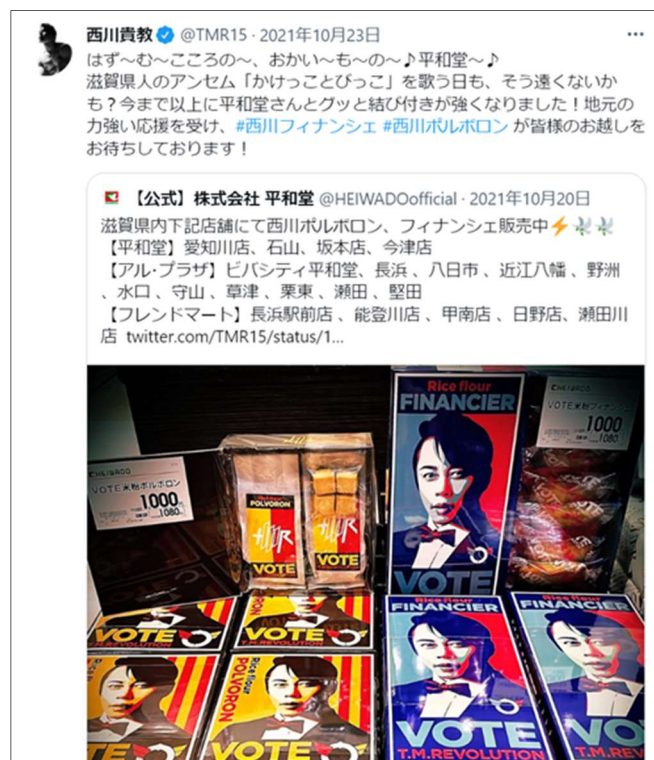 西川貴教 @TMR15・2021年10月23日
はず～む～こころの～、おかい～も～の～♪平和堂～♪
滋賀県人のアンセム「かけっことびっこ」を歌う日も、そう遠くないか
も？今まで以上に平和堂さんとグッと結び付きが強くなりました！地元の
力強い応援を受け、#西川フィナンシェ #西川ポルボロン が皆様のお越しを
お待ちしております！
【公式】株式会社 平和堂 @HEIWADOofficial・2021年10月20日
滋賀県内下記店舗にて西川ポルボロン、フィナンシェ販売中⚡🕊🕊
【平和堂】愛知川店、石山、坂本店、今津店
【アル･プラザ】ビバシティ平和堂、長浜 、八日市 、近江八幡 、野洲
、水口 、守山 、草津 、栗東 、瀬田 、堅田
【フレンドマート】長浜駅前店 、能登川店 、甲南店 、日野店、瀬田川
店 twitter.com/TMR15/status/1...
HEIWADO
VOTE米粉ポルボロン
1000
1080
Rice flour
POLVORON
VOTE
VOTE
Rice flour
FINANCIER
VOTE
HEIWADO
VOTE米粉フィナンシェ
1000
1080
VOTE
T.M.REVOLUTION
VOTE
T.M.REVOLUTION
Rice flour
FINANCIER
VOTE
T.M.REVOLUTION
Rice flour
FINANCIER
VO
T.M.REV
VOTE
RICE FLOUR
POLVORON
VOTE